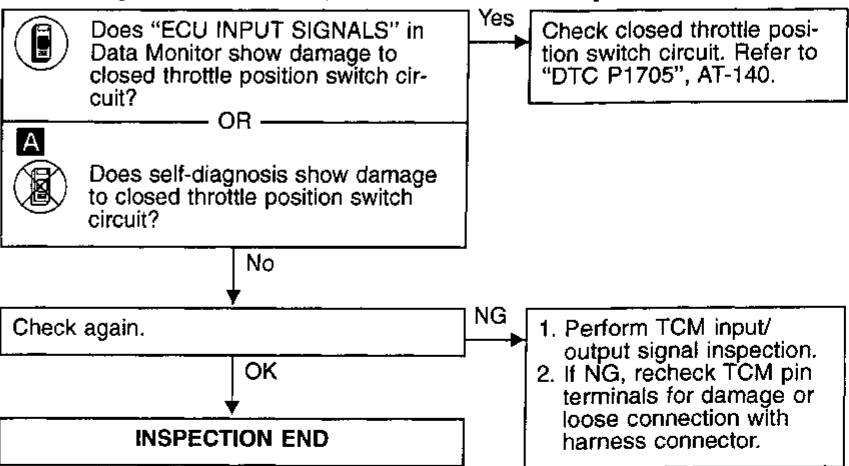 Does "ECU INPUT SIGNALS" in
Data Monitor show damage to
closed throttle position switch cir-
cuit?
Yes
Check closed throttle posi-
tion switch circuit. Refer to
"DTC P1705", AT-140.
OR
A
Does self-diagnosis show damage
to closed throttle position switch
circuit?
No
Check again.
NG
1. Perform TCM input/
output signal inspection.
2. If NG, recheck TCM pin
terminals for damage or
loose connection with
harness connector.
OK
INSPECTION END